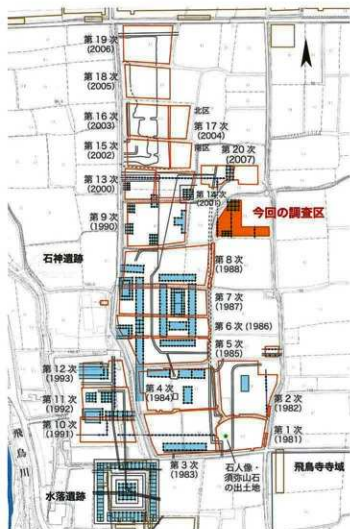 第19次
(2006)
第18次
(2005)
第16次
(2003)
北区
第17次
(2004)
南区
第15次
(2002)
第20次
(2007)
第13次
(2000)
第14次
今回の調査区
第9次
(1990)
石神遺跡
第8次
(1988)
第7次
(1987)
第6次 (1986)
第5次
(1985)
第12次
(1993)
第11次
(1992)
第10次
(1991)
第4次
(1984)
第2次
(1982)
第1次
(1981)
飛鳥川
第3次
(1983)
石人像・
須弥山石
の出土地
飛鳥寺寺域
水落遺跡